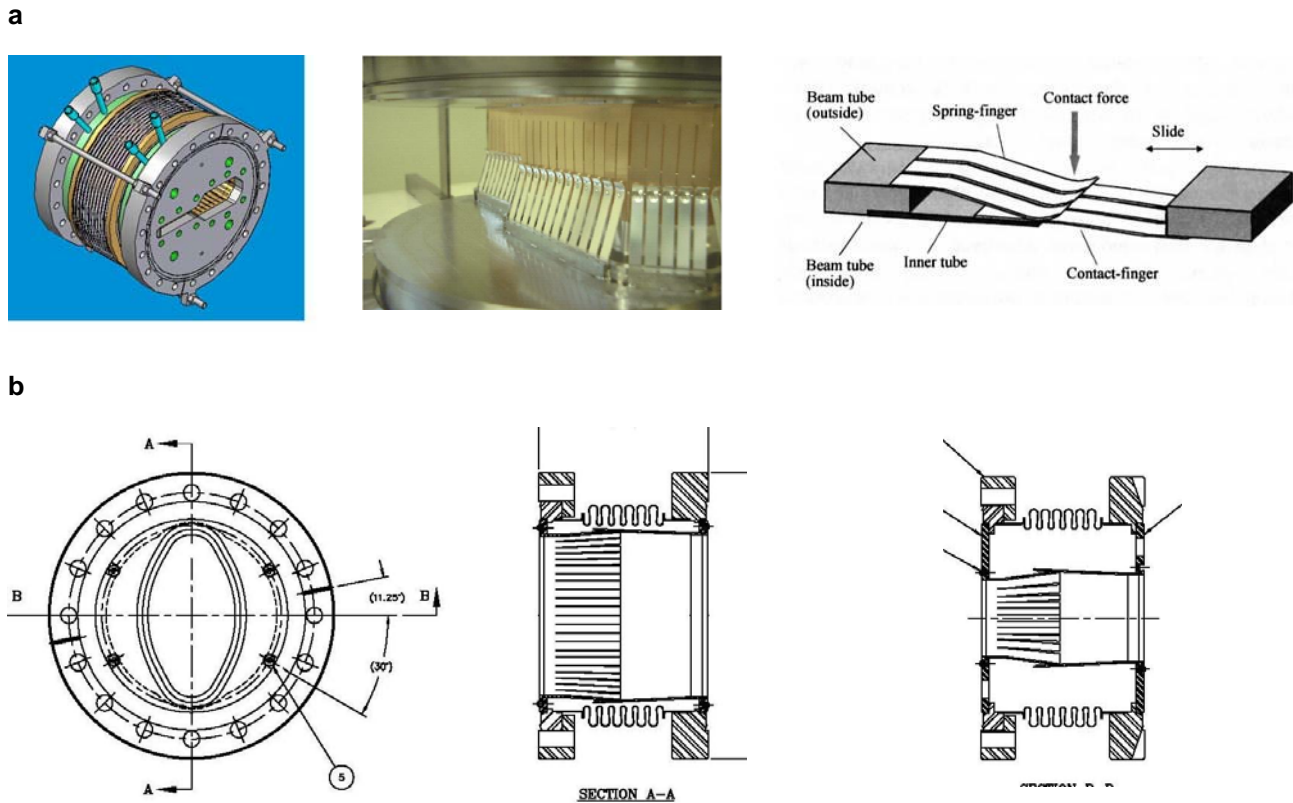 a
Beam tube
(outside)
Spring-finger
Contact force
Slide
Beam tube
(inside)
Inner tube
Contact-finger
b
A
B
(11.25°)
B
(30°)
A
5
SECTION A-A